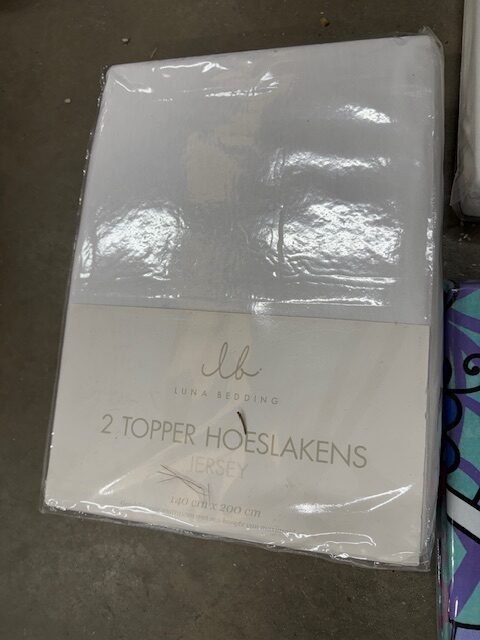 lb.
LUNA BEDDING
2 TOPPER HOESLAKENS
JERSEY
140 cm x 200 cm